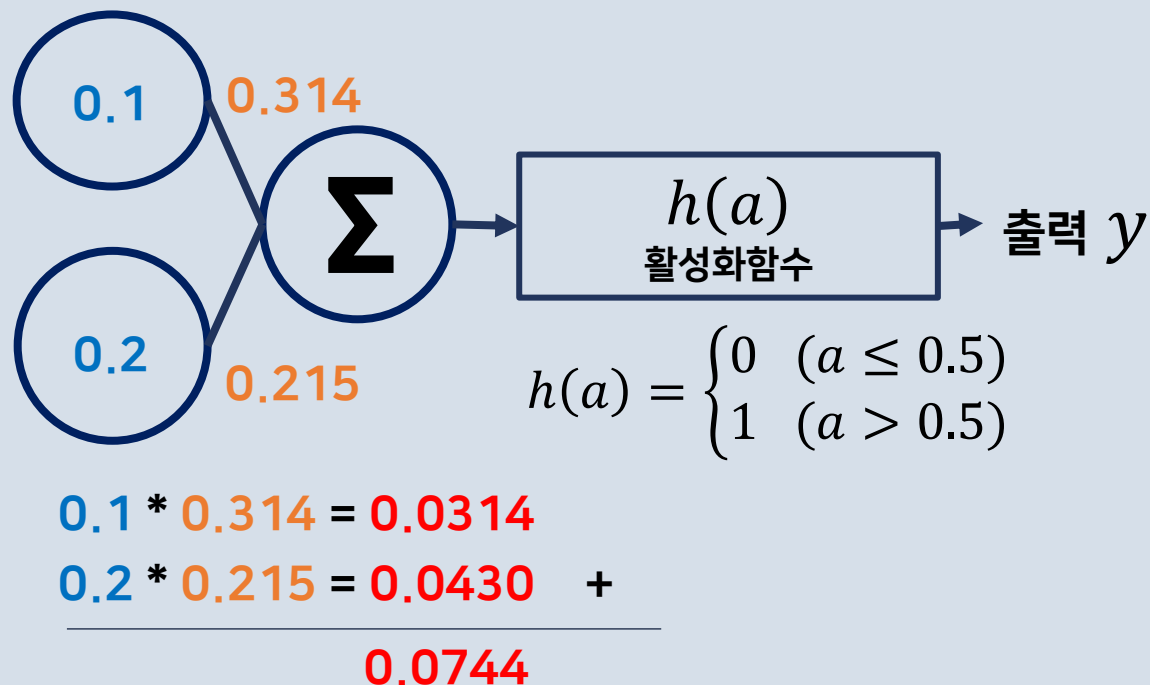 0.1
0.314
Σ
h(a)
활성화함수
출력 y
0.2
0.215
h(a) = { 0 (a ≤ 0.5)
1 (a > 0.5)
0.1 * 0.314 = 0.0314
0.2 * 0.215 = 0.0430 +
0.0744